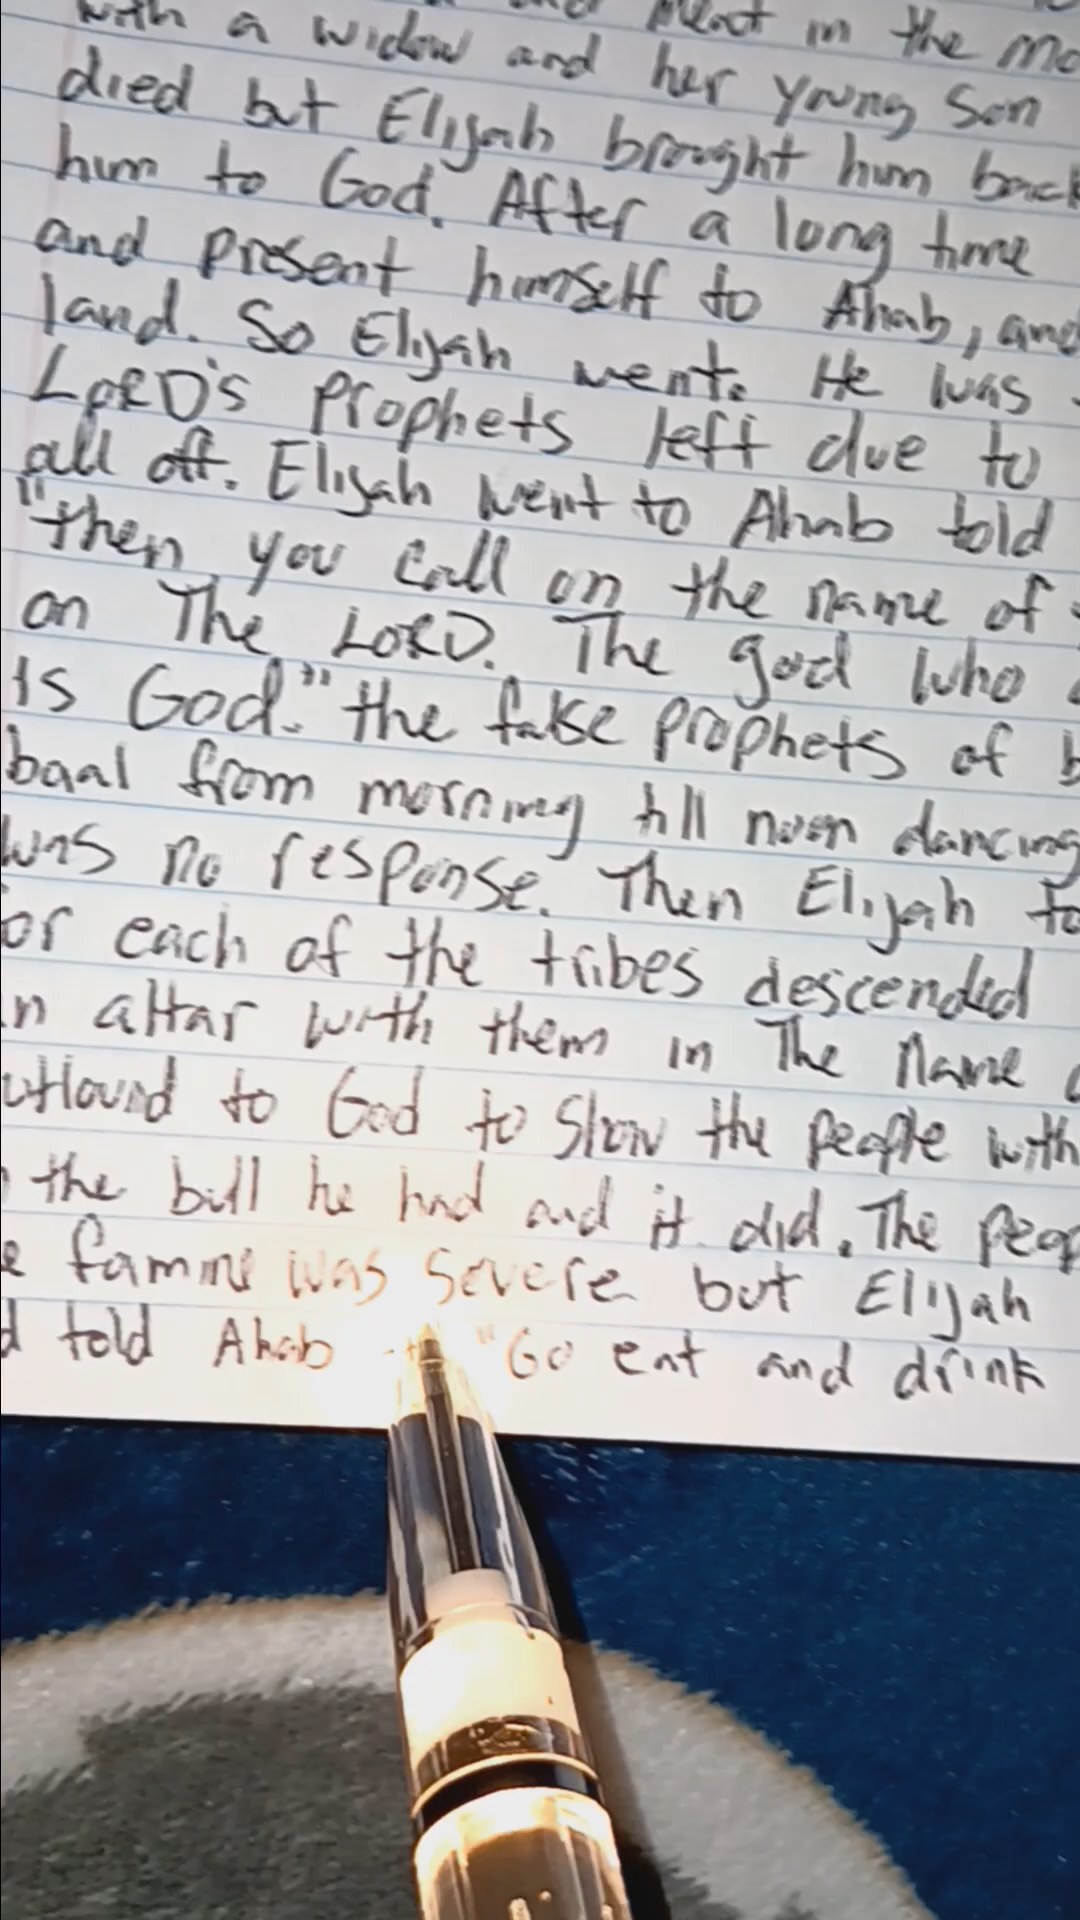 with a widow and her young son
died but Elijah brought him back
him to God. After a long time
and present himself to Ahab, and
land. So Elijah went. He was
LORD's prophets left due to
all off. Elijah went to Ahab told
"then you call on the name of
on The LORD. The god who
is God." the false prophets of
baal from morning till noon dancing
was no response. Then Elijah
or each of the tribes descended
n altar with them in The Name
utloud to God to show the people with
the bull he had and it did. The peop
e famine was severe but Elijah
d told Ahab "Go eat and drink